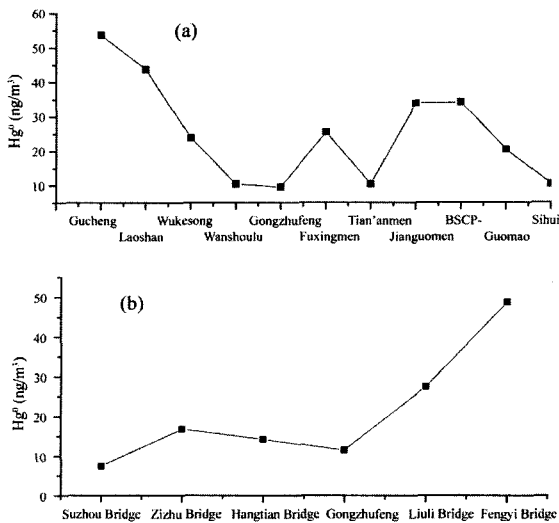 (a)
Hg⁰ (ng/m³)
60
50
40
30
20
10
Gucheng Wukesong Gongzhufeng Tian'anmen BSCP- Sihui
Laoshan Wanshoulu Fuxingmen Jianguomen Guomao
(b)
Hg⁰ (ng/m³)
50
40
30
20
10
0
Suzhou Bridge Zizhu Bridge Hangtian Bridge Gongzhufeng Liuli Bridge Fengyi Bridge